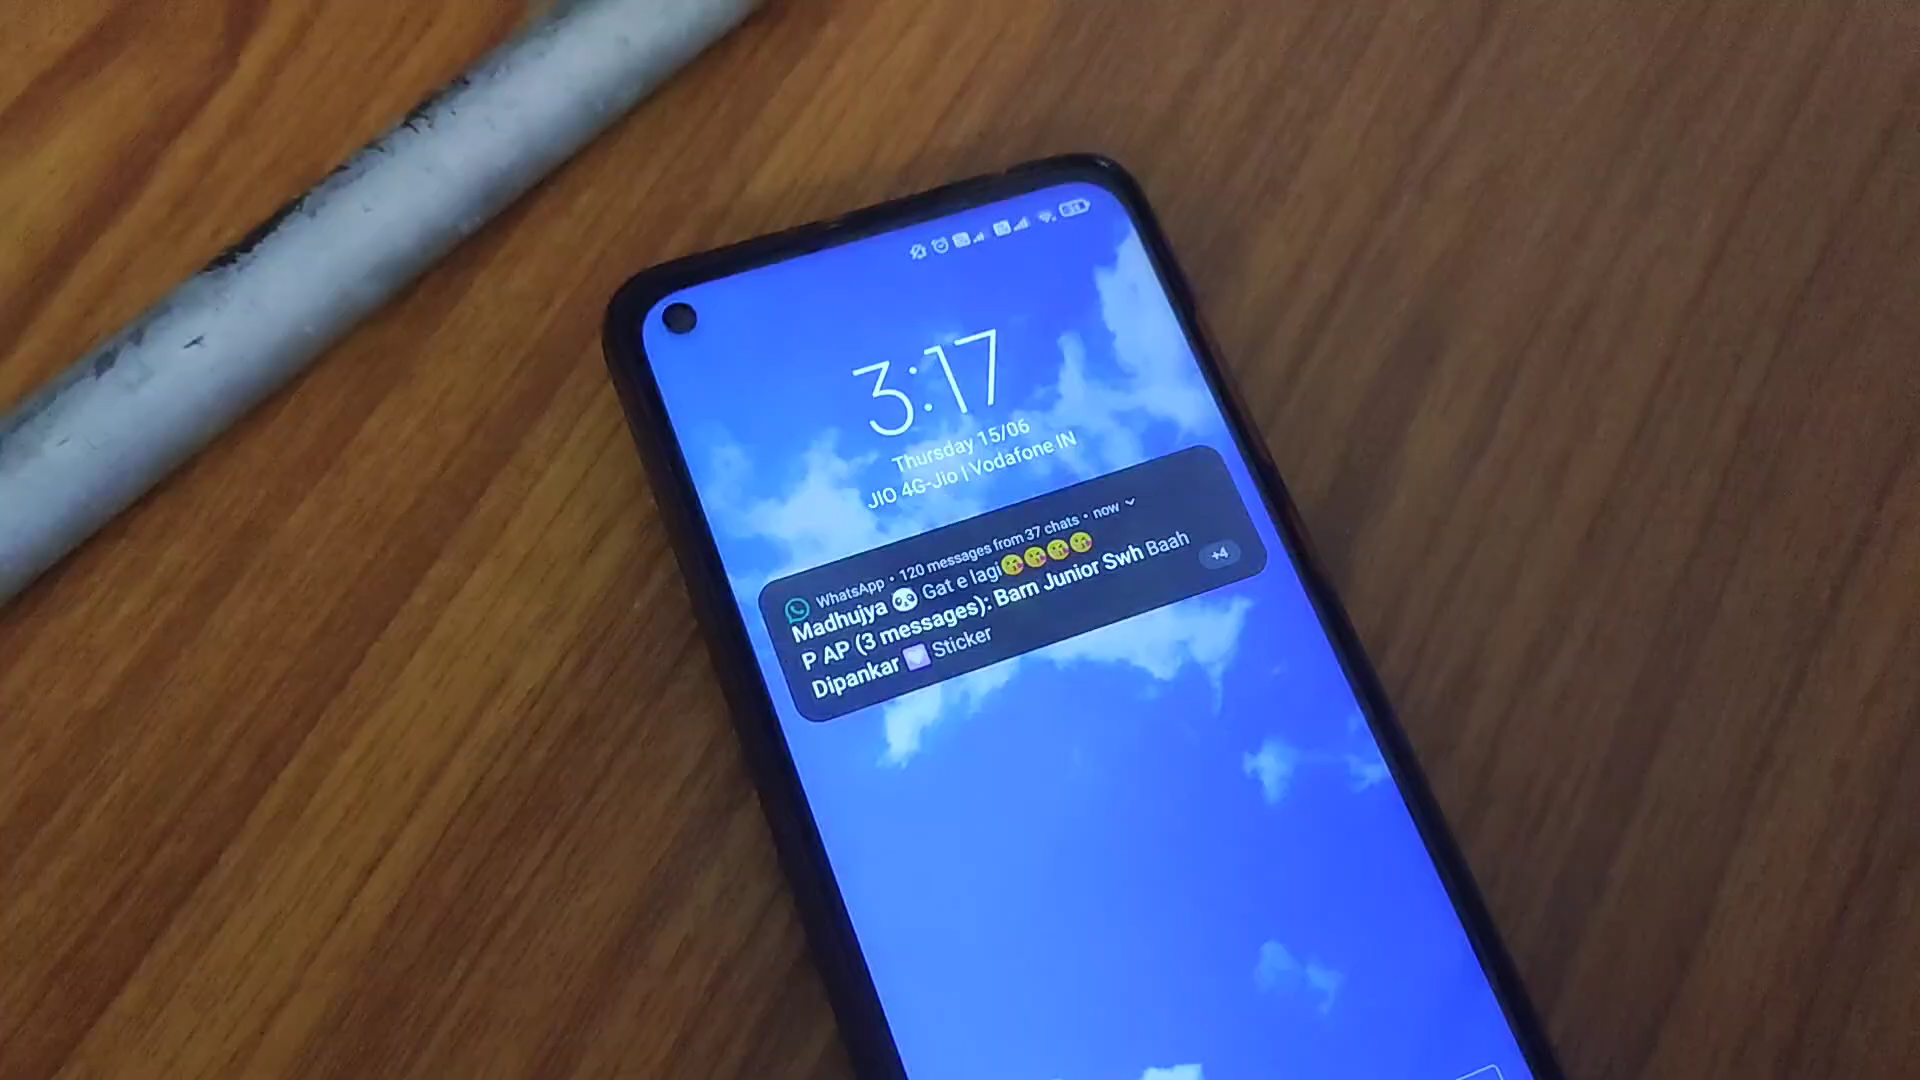 3:17
Thursday 15/06
JIO 4G-Jio | Vodafone IN
WhatsApp • 120 messages from 37 chats • now
Madhujya 🐼 Gat e lagi😘😘😘😘
P AP (3 messages): Barn Junior Swh Baah
Dipankar 💟 Sticker
+4